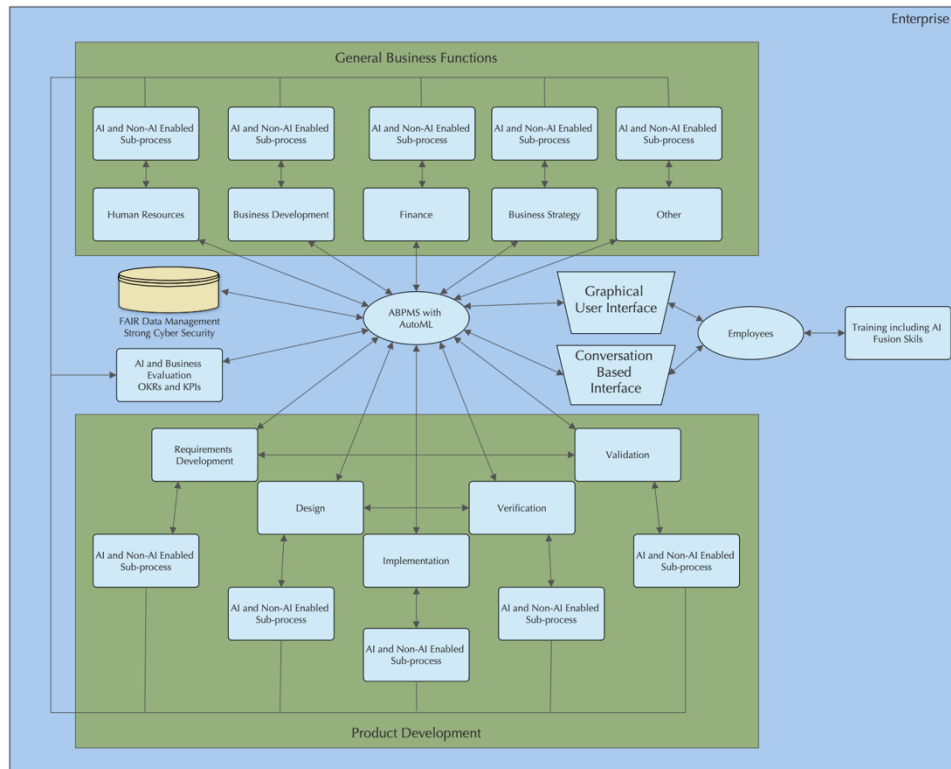 Enterprise
General Business Functions
AI and Non-AI Enabled
Sub-process
AI and Non-AI Enabled
Sub-process
AI and Non-AI Enabled
Sub-process
AI and Non-AI Enabled
Sub-process
AI and Non-AI Enabled
Sub-process
Human Resources
Business Development
Finance
Business Strategy
Other
FAIR Data Management
Strong Cyber Security
ABPMS with
AutoML
Graphical
User Interface
Employees
Training including AI
Fusion Skils
AI and Business
Evaluation
OKRs and KPIs
Conversation
Based
Interface
Requirements
Development
Validation
Design
Verification
Implementation
AI and Non-AI Enabled
Sub-process
AI and Non-AI Enabled
Sub-process
AI and Non-AI Enabled
Sub-process
AI and Non-AI Enabled
Sub-process
AI and Non-AI Enabled
Sub-process
Product Development